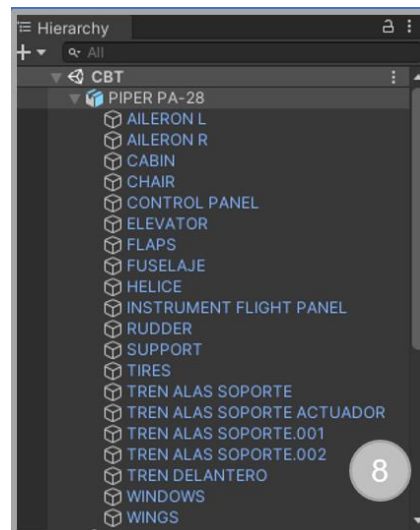 Hierarchy
All
CBT
PIPER PA-28
AILERON L
AILERON R
CABIN
CHAIR
CONTROL PANEL
ELEVATOR
FLAPS
FUSELAJE
HELICE
INSTRUMENT FLIGHT PANEL
RUDDER
SUPPORT
TIRES
TREN ALAS SOPORTE
TREN ALAS SOPORTE ACTUADOR
TREN ALAS SOPORTE.001
TREN ALAS SOPORTE.002
TREN DELANTERO
8
WINDOWS
WINGS